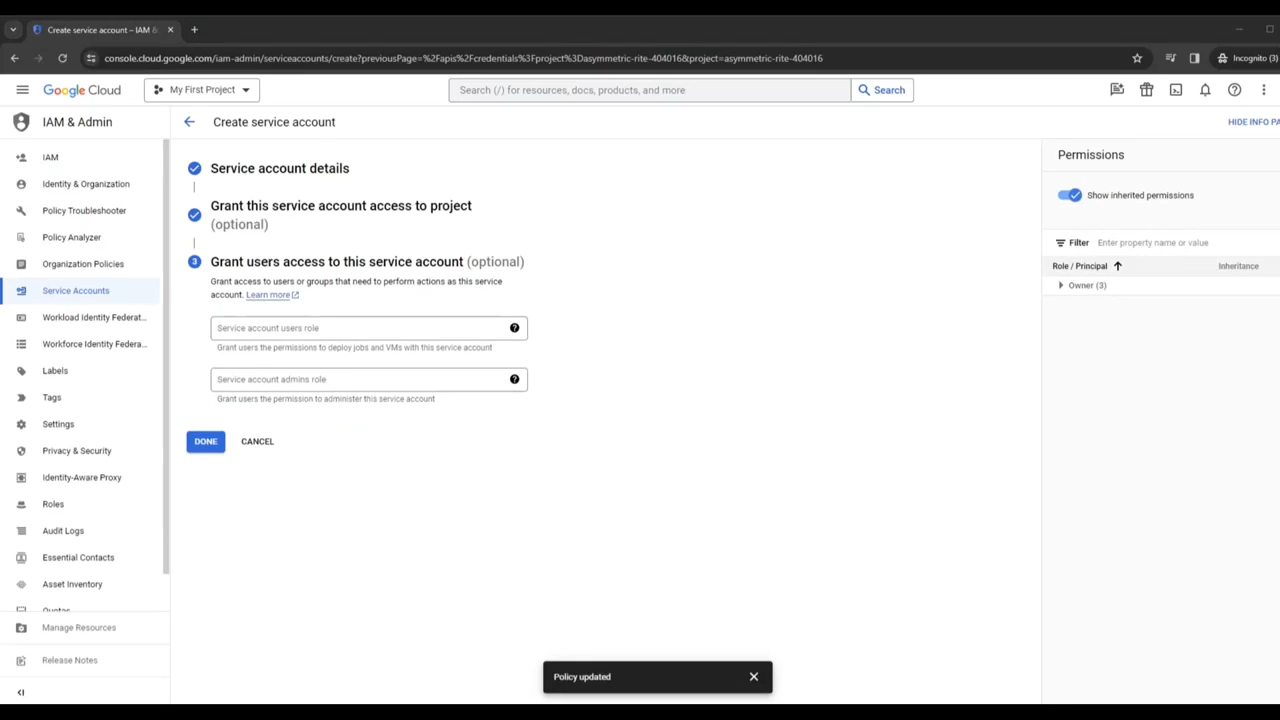 Create service account – IAM &
console.cloud.google.com/iam-admin/serviceaccounts/create?previousPage=%2Fapis%2Fcredentials%3Fproject%3Dasymmetric-rite-404016&project=asymmetric-rite-404016
Incognito (3)
Google Cloud
My First Project
Search (/) for resources, docs, products, and more
Search
IAM & Admin
Create service account
HIDE INFO PA
IAM
Identity & Organization
Policy Troubleshooter
Policy Analyzer
Organization Policies
Service Accounts
Workload Identity Federat...
Workforce Identity Federa...
Labels
Tags
Settings
Privacy & Security
Identity-Aware Proxy
Roles
Audit Logs
Essential Contacts
Asset Inventory
Quotas
Manage Resources
Release Notes
Service account details
Grant this service account access to project
(optional)
3
Grant users access to this service account (optional)
Grant access to users or groups that need to perform actions as this service
account. Learn more
Service account users role
Grant users the permissions to deploy jobs and VMs with this service account
Service account admins role
Grant users the permission to administer this service account
DONE
CANCEL
Permissions
Show inherited permissions
Filter
Enter property name or value
Role / Principal
Inheritance
Owner (3)
Policy updated